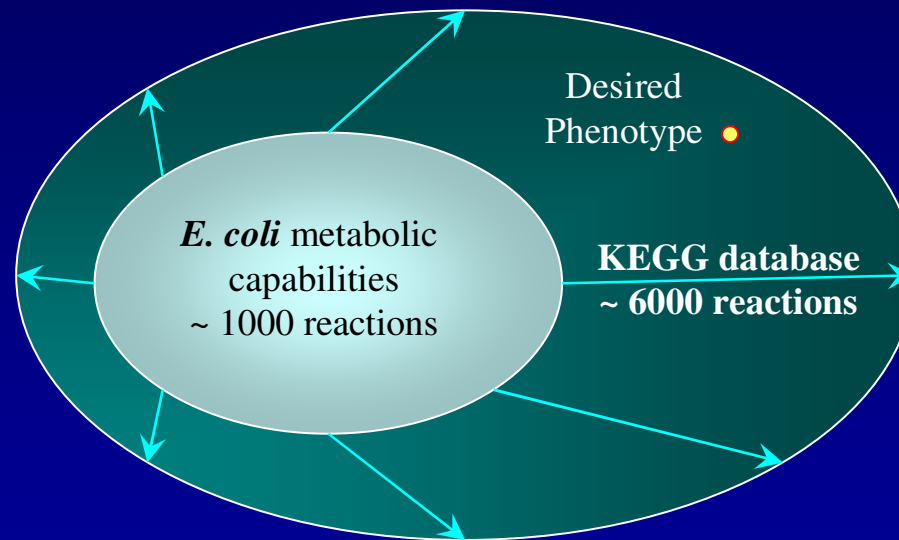 Desired
Phenotype
E. coli metabolic
capabilities
~ 1000 reactions
KEGG database
~ 6000 reactions